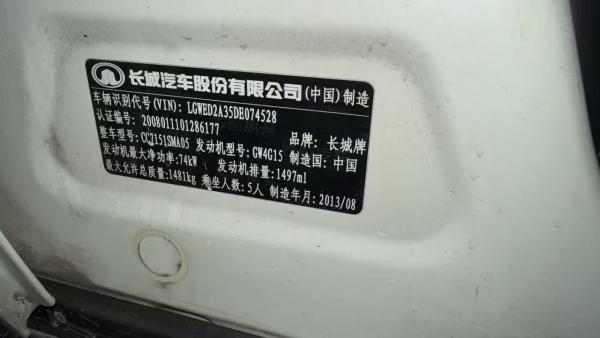 长城汽车股份有限公司(中国)制造
车辆识别代号(VIN): LGWED2A35DE074528
认证编号: 2008011101286177 品牌: 长城牌
整车型号: CC7151SMA05 发动机型号: GW4G15 制造国: 中国
发动机最大净功率: 74kW 发动机排量: 1497ml
最大允许总质量: 1481kg 乘坐人数: 5人 制造年月: 2013/08